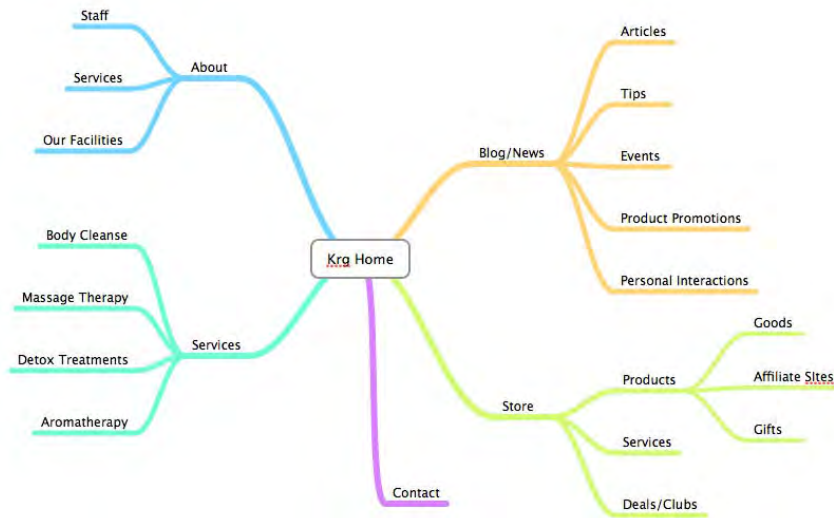 Krg Home
About
Staff
Services
Our Facilities
Services
Body Cleanse
Massage Therapy
Detox Treatments
Aromatherapy
Blog/News
Articles
Tips
Events
Product Promotions
Personal Interactions
Store
Products
Goods
Affiliate SItes
Gifts
Services
Deals/Clubs
Contact